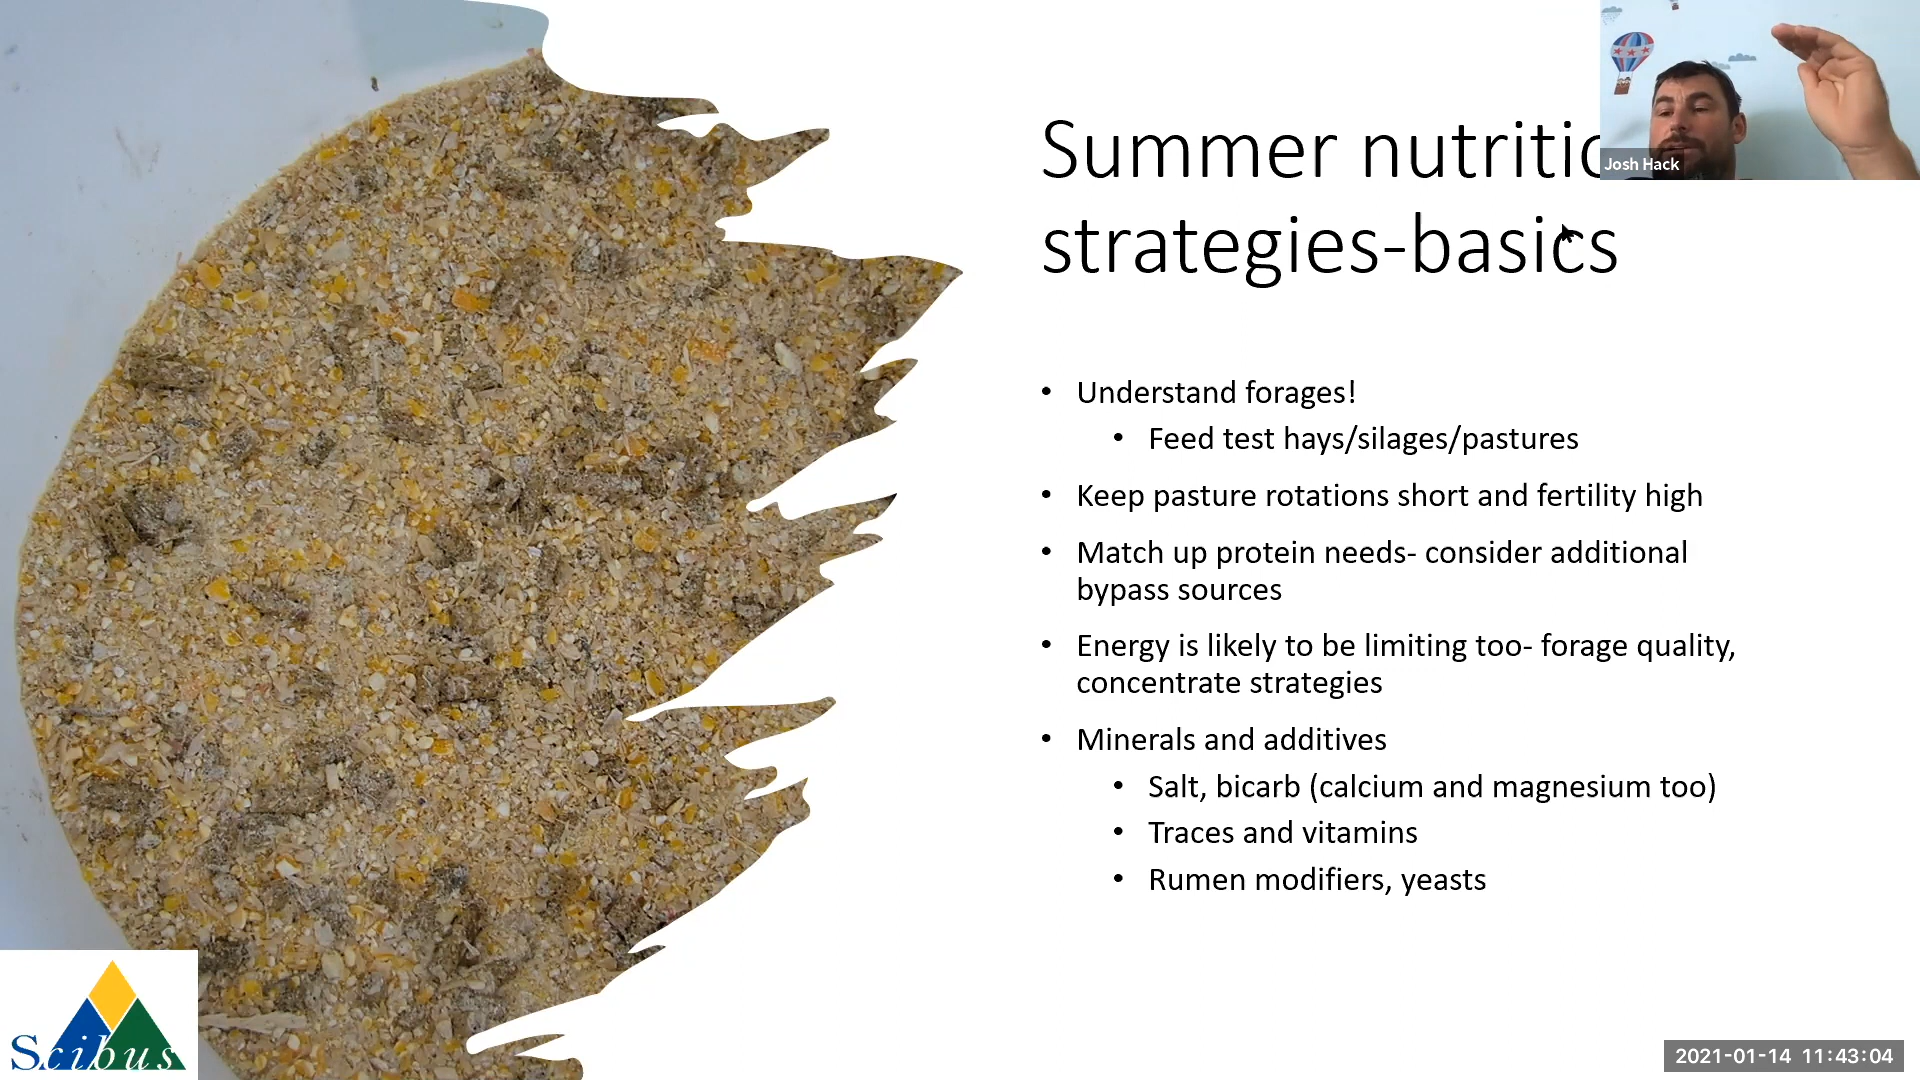 Summer nutritio
strategies-basics
Josh Hack
• Understand forages!
• Feed test hays/silages/pastures
• Keep pasture rotations short and fertility high
• Match up protein needs- consider additional
bypass sources
• Energy is likely to be limiting too- forage quality,
concentrate strategies
• Minerals and additives
• Salt, bicarb (calcium and magnesium too)
• Traces and vitamins
• Rumen modifiers, yeasts
Scibus
2021-01-14 11:43:04